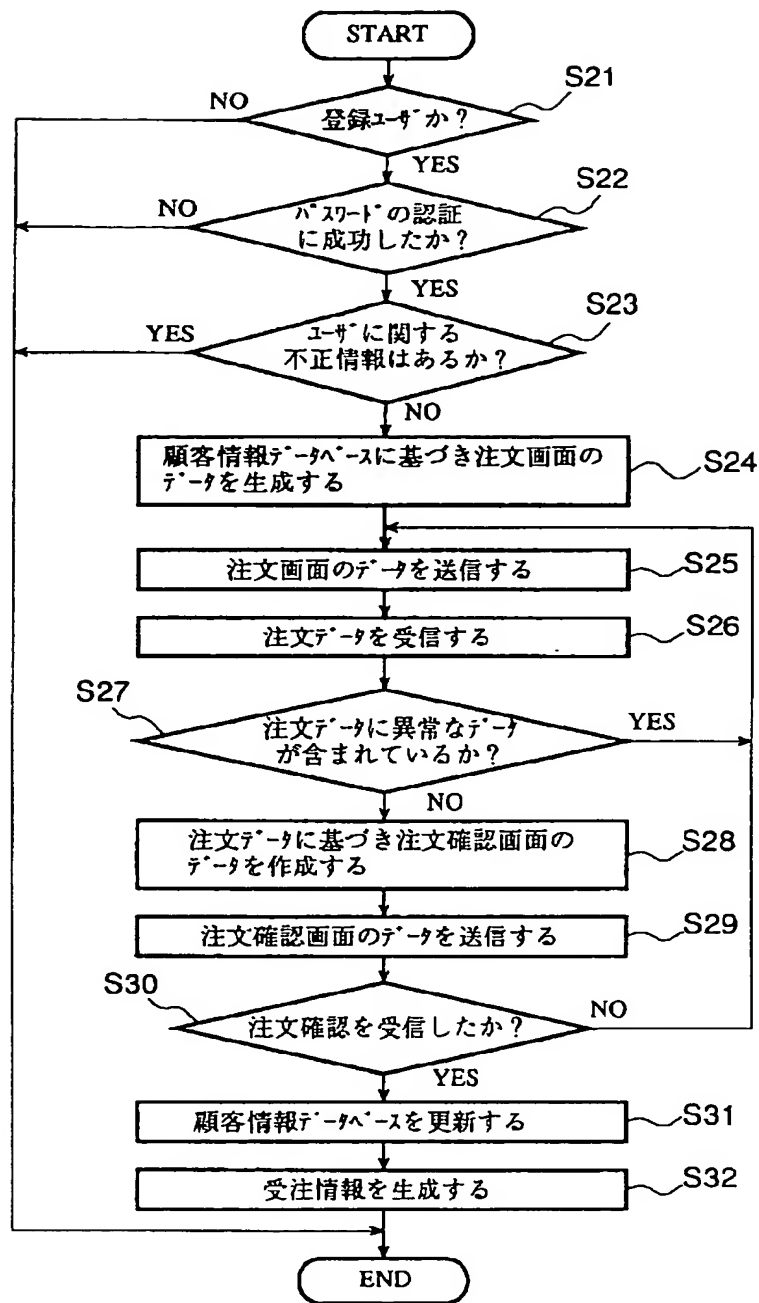 START
S21
NO
登録ユーザか？
YES
S22
NO
パスワードの認証
に成功したか？
YES
S23
YES
ユーザに関する
不正情報はあるか？
NO
顧客情報データベースに基づき注文画面の
データを生成する
S24
注文画面のデータを送信する
S25
注文データを受信する
S26
S27
注文データに異常なデータ
が含まれているか？
YES
NO
注文データに基づき注文確認画面の
データを作成する
S28
注文確認画面のデータを送信する
S29
S30
注文確認を受信したか？
NO
YES
顧客情報データベースを更新する
S31
受注情報を生成する
S32
END